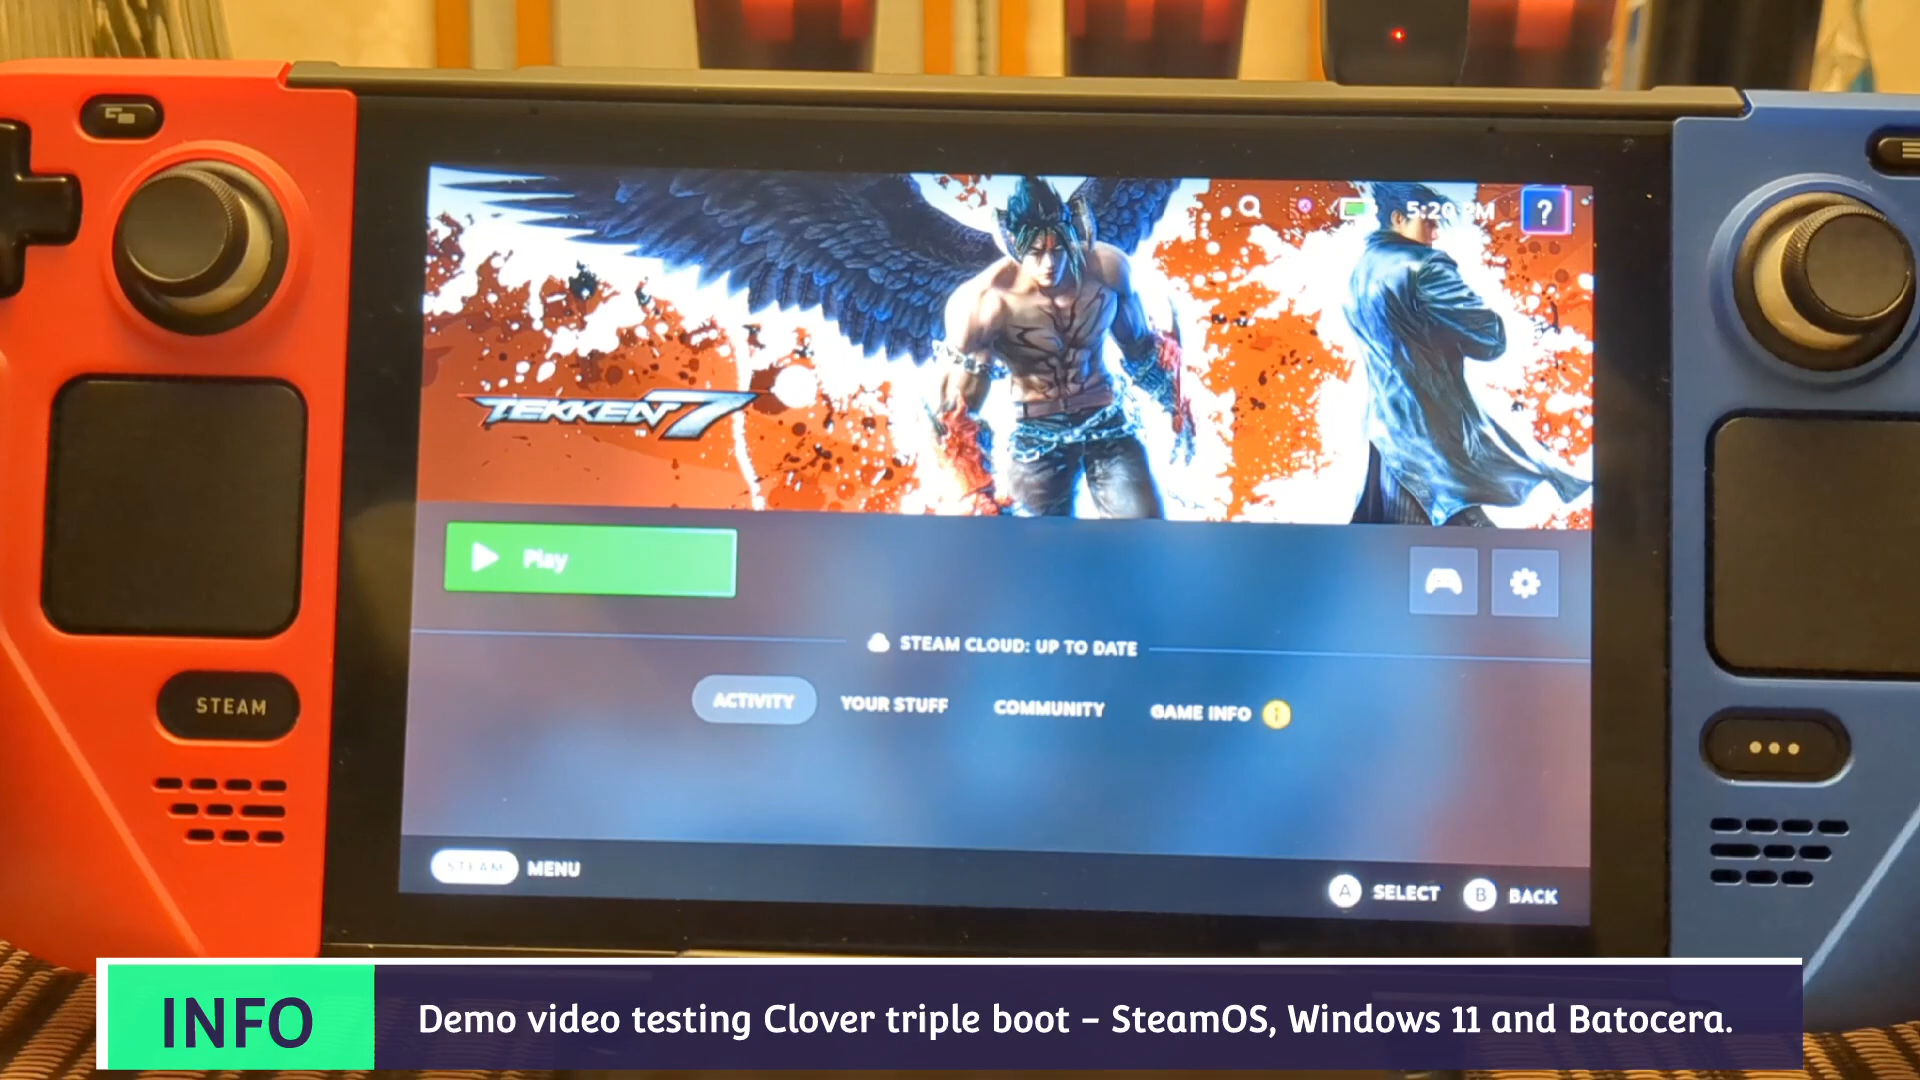 5:20 PM
?
TEKKEN 7
TM
Play
STEAM CLOUD: UP TO DATE
ACTIVITY YOUR STUFF COMMUNITY GAME INFO i
STEAM
STEAM MENU
A SELECT B BACK
INFO Demo video testing Clover triple boot – SteamOS, Windows 11 and Batocera.